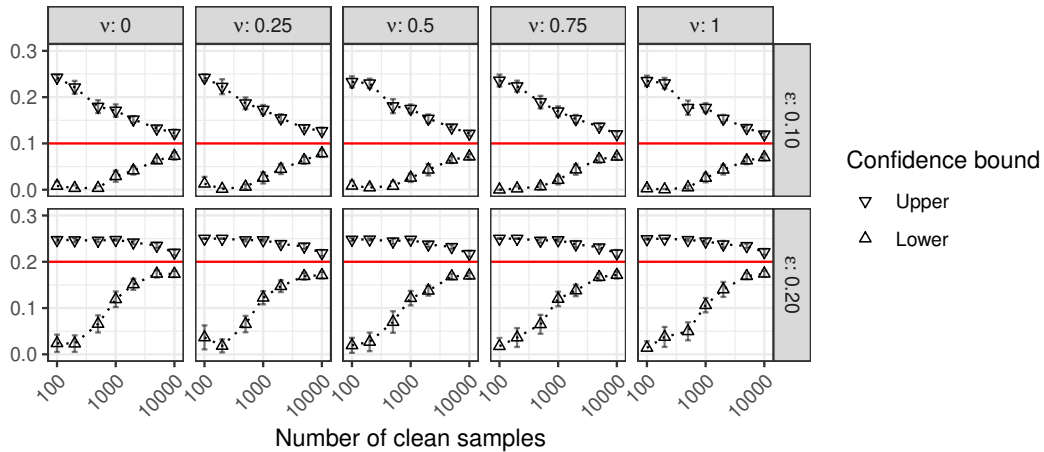 ν: 0 ν: 0.25 ν: 0.5 ν: 0.75 ν: 1
0.3
0.2
0.1
0.0
ε: 0.10
0.3
0.2
0.1
0.0
ε: 0.20
100 1000 10000 100 1000 10000 100 1000 10000 100 1000 10000 100 1000 10000
Number of clean samples
Confidence bound
Upper
Lower